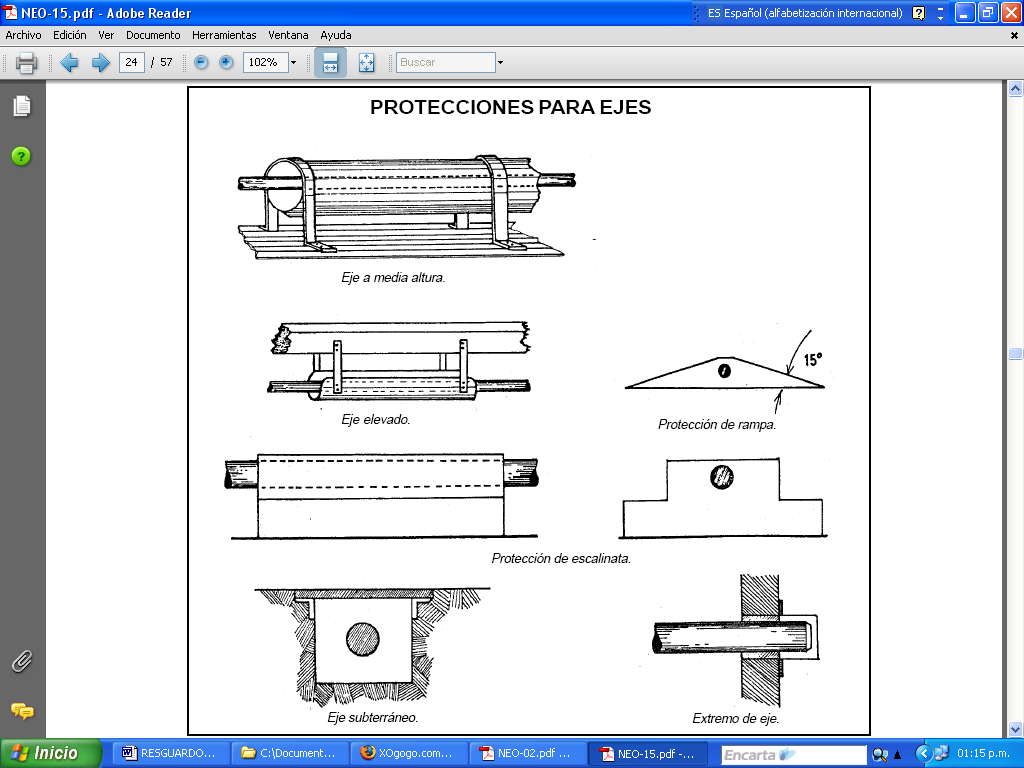 NEO-15.pdf - Adobe Reader
ES Español (alfabetización internacional)
Archivo Edición Ver Documento Herramientas Ventana Ayuda
24 / 57 102% Buscar
PROTECCIONES PARA EJES
Eje a media altura.
15°
Eje elevado.
Protección de rampa.
Protección de escalinata.
Eje subterráneo.
Extremo de eje.
Inicio RESGUARDO... C:\Document... XOgogo.com... NEO-02.pdf ... NEO-15.pdf -... Encarta 01:15 p.m.